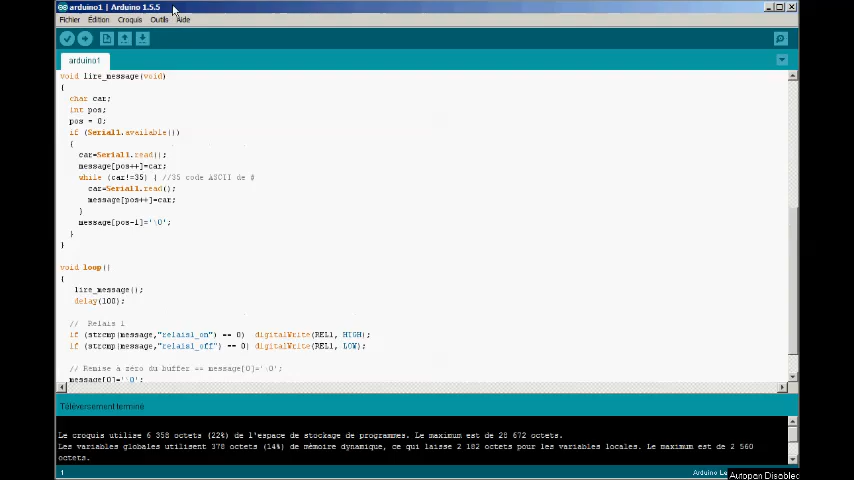 arduino1 | Arduino 1.5.5
Fichier Édition Croquis Outils Aide
arduino1
void lire_message(void)
{
char car;
int pos;
pos = 0;
if (Serial1.available())
{
car=Serial1.read();
message[pos++]=car;
while (car!=35) { //35 code ASCII de $
car=Serial1.read();
message[pos++]=car;
}
message[pos-1]='\0';
}
}
void loop()
{
lire_message();
delay(100);
// Relais 1
if (strcmp(message,"relais1_on") == 0) digitalWrite(REL1, HIGH);
if (strcmp(message,"relais1_off") == 0) digitalWrite(REL1, LOW);
// Remise à zéro du buffer == message[0]='\0';
message[0]='\0';
Téléversement terminé
Le croquis utilise 6 358 octets (22%) de l'espace de stockage de programmes. Le maximum est de 28 672 octets.
Les variables globales utilisent 378 octets (14%) de mémoire dynamique, ce qui laisse 2 182 octets pour les variables locales. Le maximum est de 2 560
octets.
1
Arduino Le
Autopan Disabled